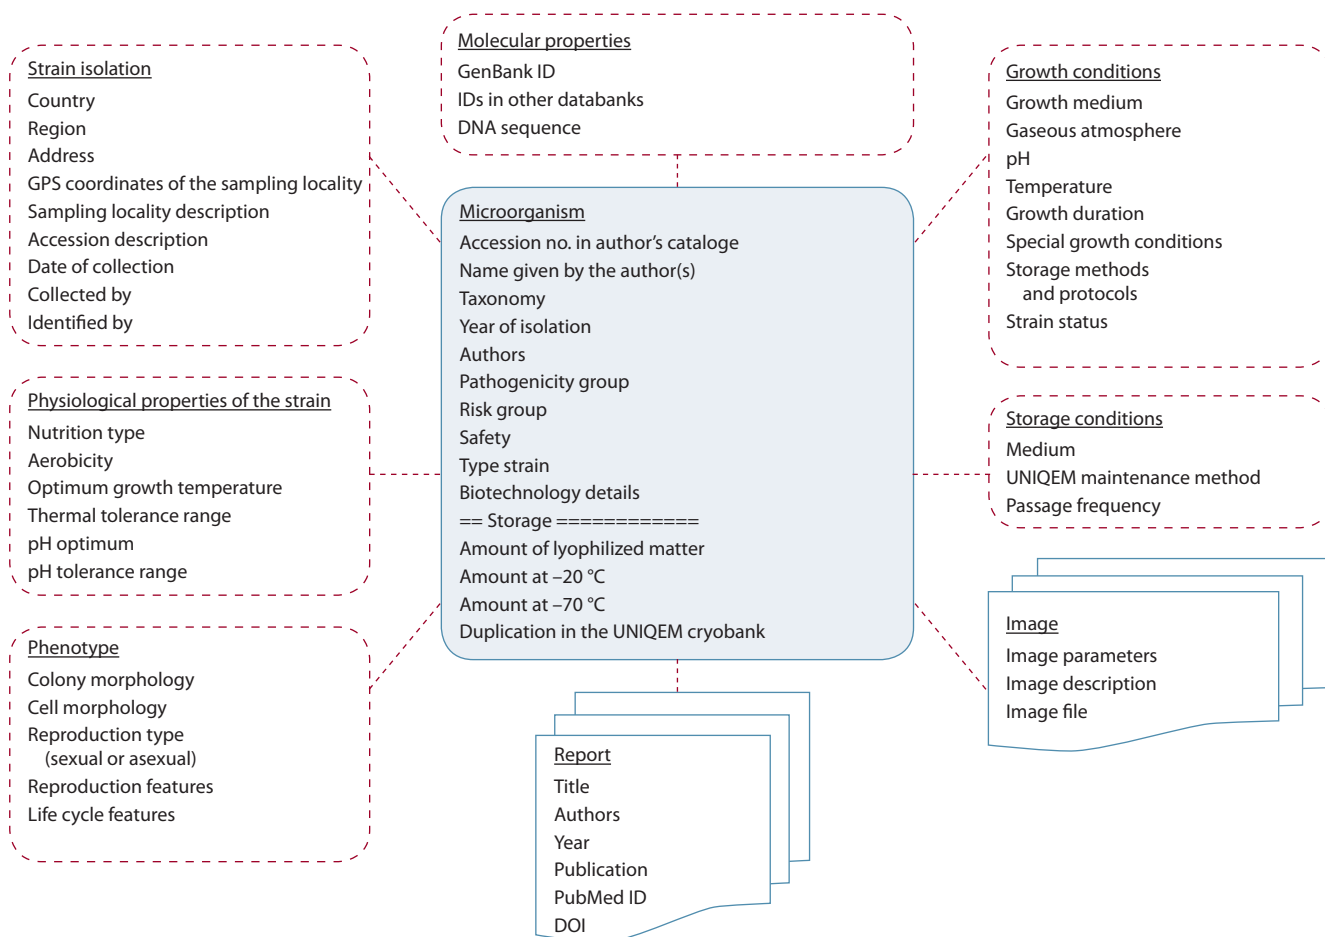 Strain isolation
Country
Region
Address
GPS coordinates of the sampling locality
Sampling locality description
Accession description
Date of collection
Collected by
Identified by
Molecular properties
GenBank ID
IDs in other databanks
DNA sequence
Growth conditions
Growth medium
Gaseous atmosphere
pH
Temperature
Growth duration
Special growth conditions
Storage methods
and protocols
Strain status
Microorganism
Accession no. in author’s cataloge
Name given by the author(s)
Taxonomy
Year of isolation
Authors
Pathogenicity group
Risk group
Safety
Type strain
Biotechnology details
== Storage ============
Amount of lyophilized matter
Amount at –20 °C
Amount at –70 °C
Duplication in the UNIQEM cryobank
Physiological properties of the strain
Nutrition type
Aerobicity
Optimum growth temperature
Thermal tolerance range
pH optimum
pH tolerance range
Storage conditions
Medium
UNIQEM maintenance method
Passage frequency
Phenotype
Colony morphology
Cell morphology
Reproduction type
(sexual or asexual)
Reproduction features
Life cycle features
Image
Image parameters
Image description
Image file
Report
Title
Authors
Year
Publication
PubMed ID
DOI